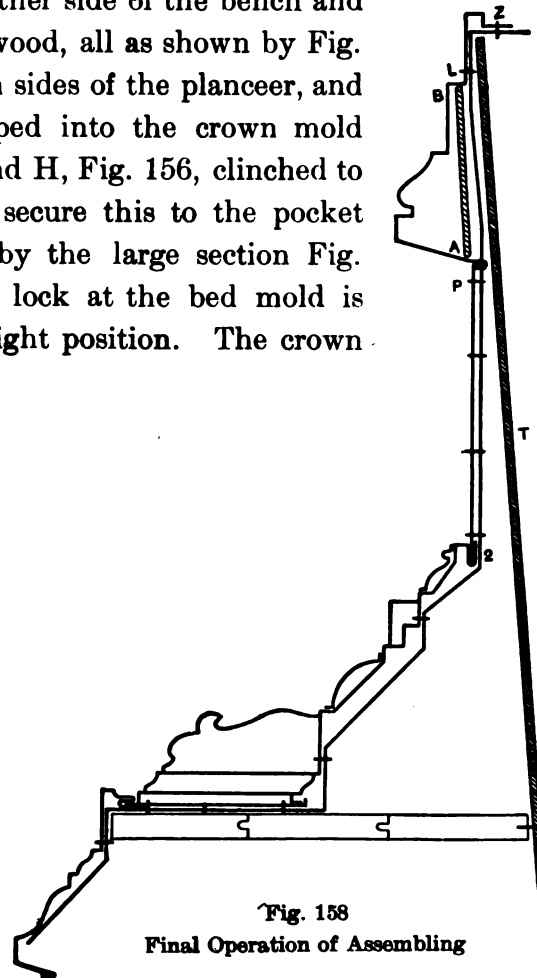 ther side of the bench and
wood, all as shown by Fig.
sides of the planceer, and
ped into the crown mold
nd H, Fig. 156, clinched to
secure this to the pocket
by the large section Fig.
lock at the bed mold is
ight position. The crown
Z
L
B
A
P
T
2
Fig. 158
Final Operation of Assembling